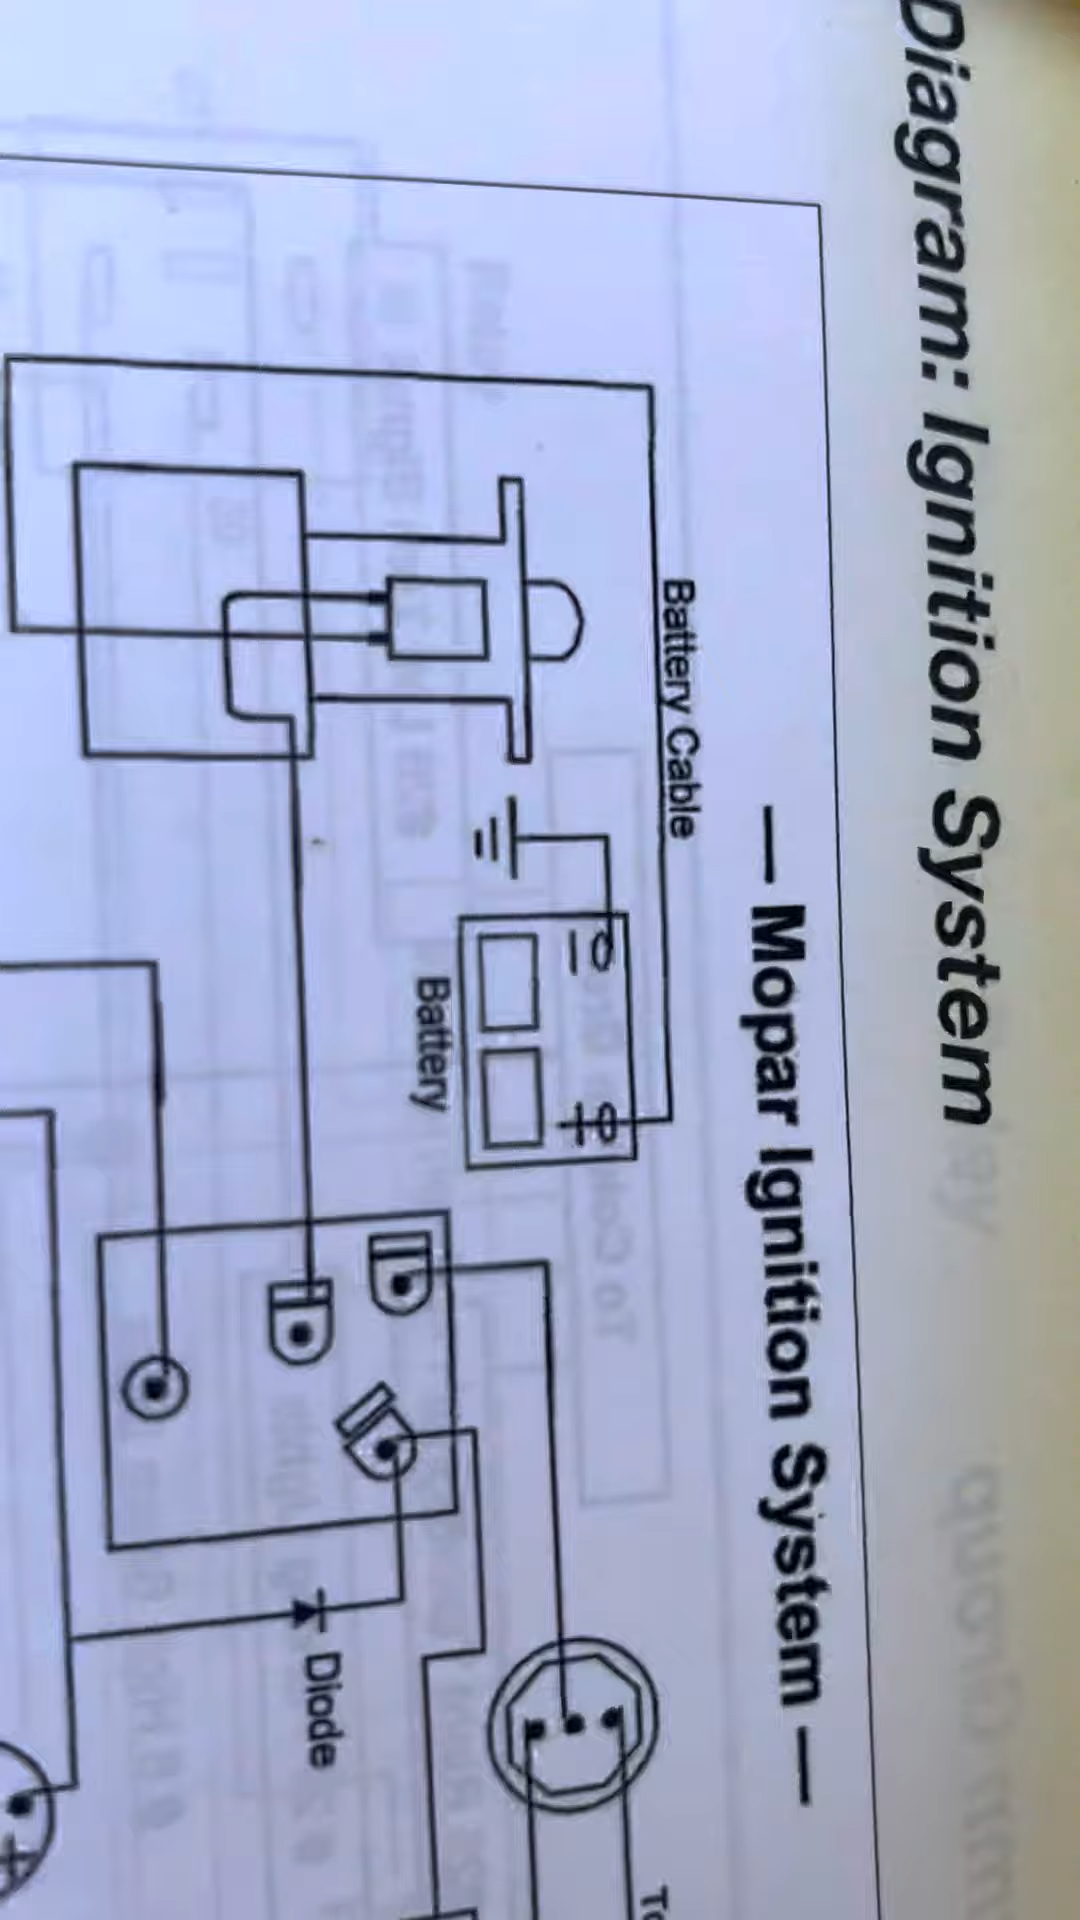 Diagram: Ignition System
— Mopar Ignition System —
Battery Cable
Battery
Diode